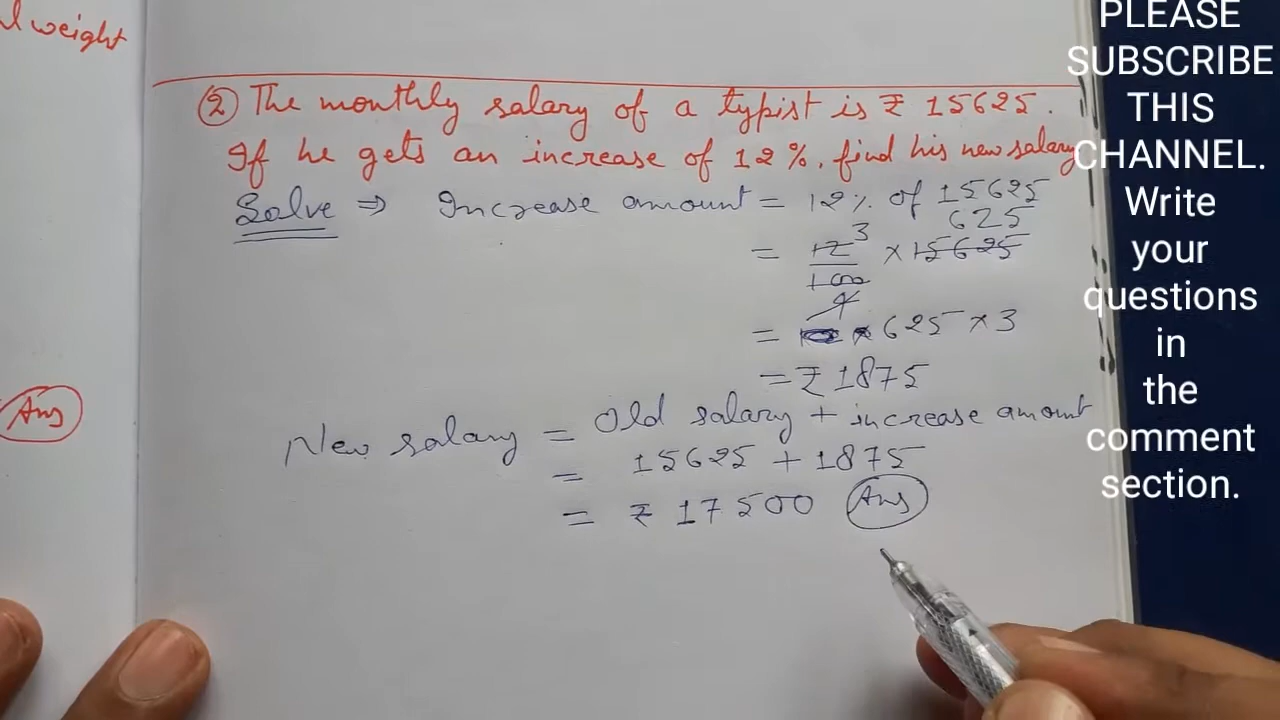 l weight
② The monthly salary of a typist is ₹ 15625.
If he gets an increase of 12%, find his new salary
Solve ⇒ Increase amount = 12% of 15625
3 625
= 12 × 15625
100
4
= 625 × 3
= ₹ 1875
Ans
New salary = Old salary + increase amount
= 15625 + 1875
= ₹ 17500 Ans
PLEASE
SUBSCRIBE
THIS
CHANNEL.
Write
your
questions
in
the
comment
section.